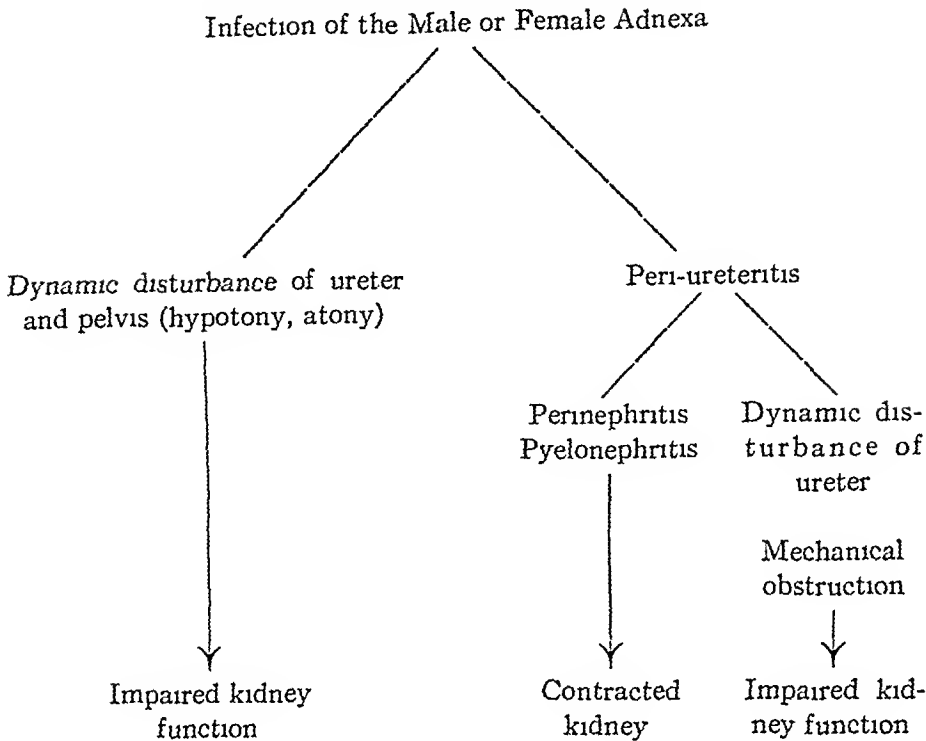 Infection of the Male or Female Adnexa
Dynamic disturbance of ureter
and pelvis (hypotony, atony)
Peri-ureteritis
Perinephritis
Pyelonephritis
Dynamic dis-
turbance of
ureter
Mechanical
obstruction
Impaired kidney
function
Contracted
kidney
Impaired kid-
ney function